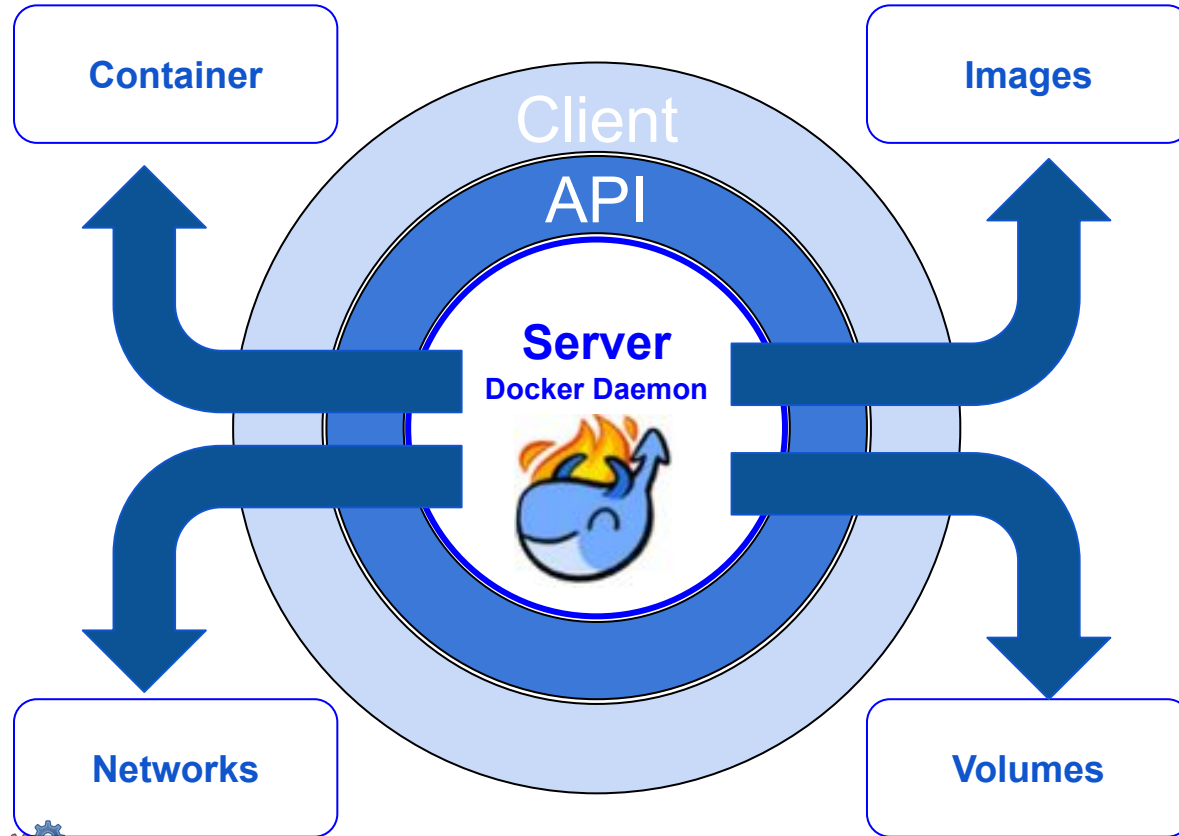 Container
Images
Client
API
Server
Docker Daemon
Networks
Volumes